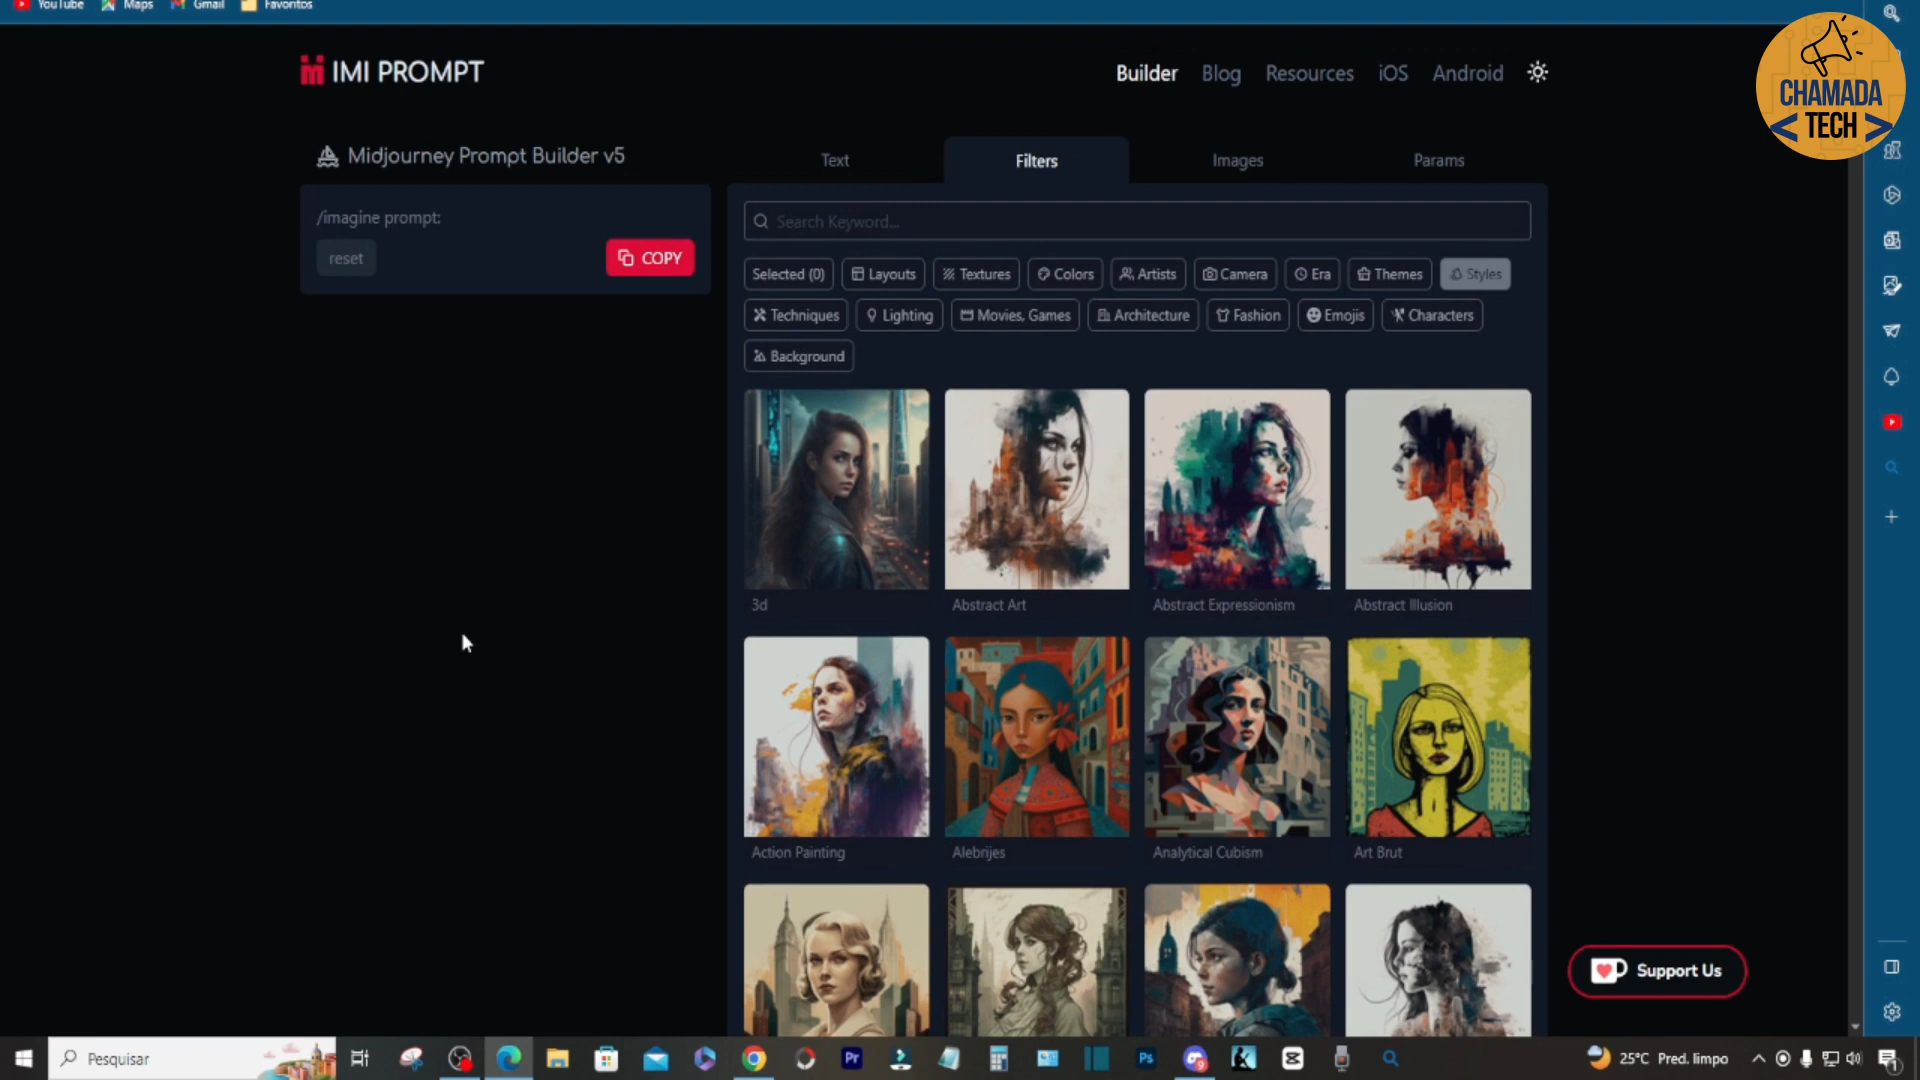 YouTube Maps Gmail Favoritos
IMI PROMPT
Builder Blog Resources iOS Android
CHAMADA
< TECH >
Midjourney Prompt Builder v5
Text Filters Images Params
/imagine prompt:
reset COPY
Search Keyword...
Selected (0) Layouts Textures Colors Artists Camera Era Themes Styles
Techniques Lighting Movies, Games Architecture Fashion Emojis Characters
Background
3d Abstract Art Abstract Expressionism Abstract Illusion
Action Painting Alebrijes Analytical Cubism Art Brut
Support Us
Pesquisar
Pr
Ps
25°C Pred. limpo
1